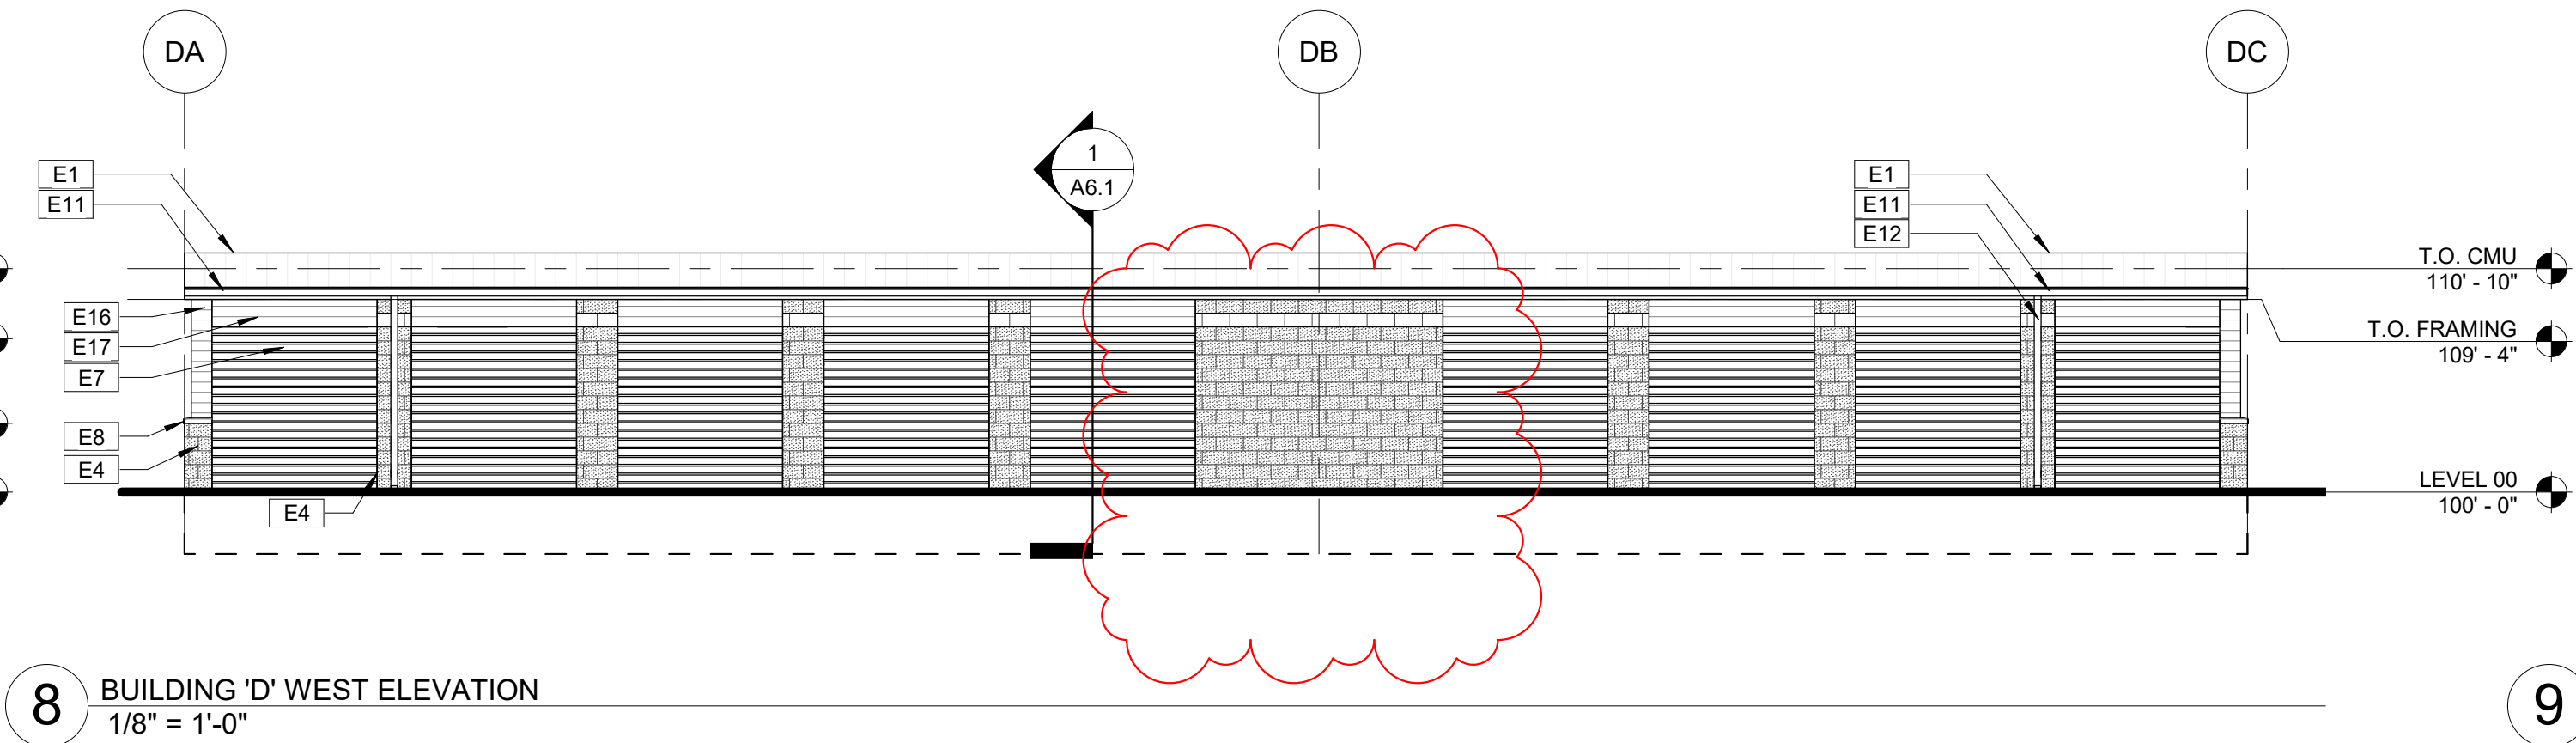 DA
DB
DC
1
A6.1
E1
E11
E1
E11
E12
T.O. CMU
110' - 10"
E16
E17
E7
T.O. FRAMING
109' - 4"
E8
E4
E4
LEVEL 00
100' - 0"
8
BUILDING 'D' WEST ELEVATION
1/8" = 1'-0"
9